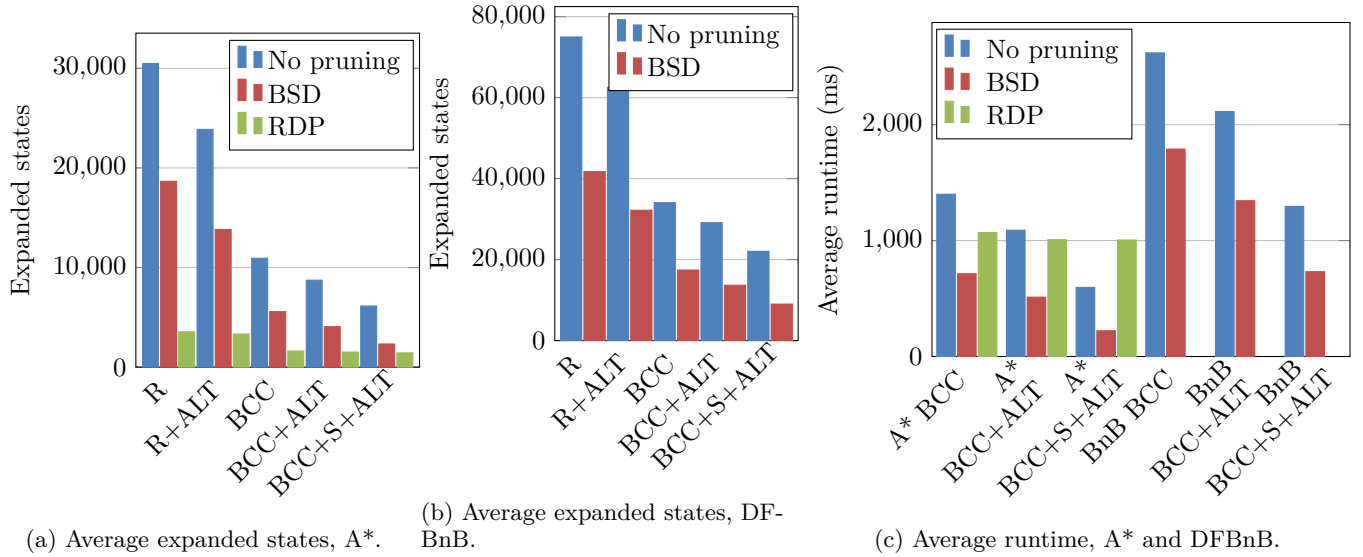 Expanded states
30,000
20,000
10,000
0
No pruning
BSD
RDP
R
R+ALT
BCC
BCC+ALT
BCC+S+ALT
(a) Average expanded states, A*.
Expanded states
80,000
60,000
40,000
20,000
0
No pruning
BSD
R
R+ALT
BCC
BCC+ALT
BCC+S+ALT
(b) Average expanded states, DF-
BnB.
Average runtime (ms)
2,000
1,000
0
No pruning
BSD
RDP
A* BCC
A*
BCC+ALT
A*
BCC+S+ALT
BnB BCC
BnB
BCC+ALT
BnB
BCC+S+ALT
(c) Average runtime, A* and DFBnB.